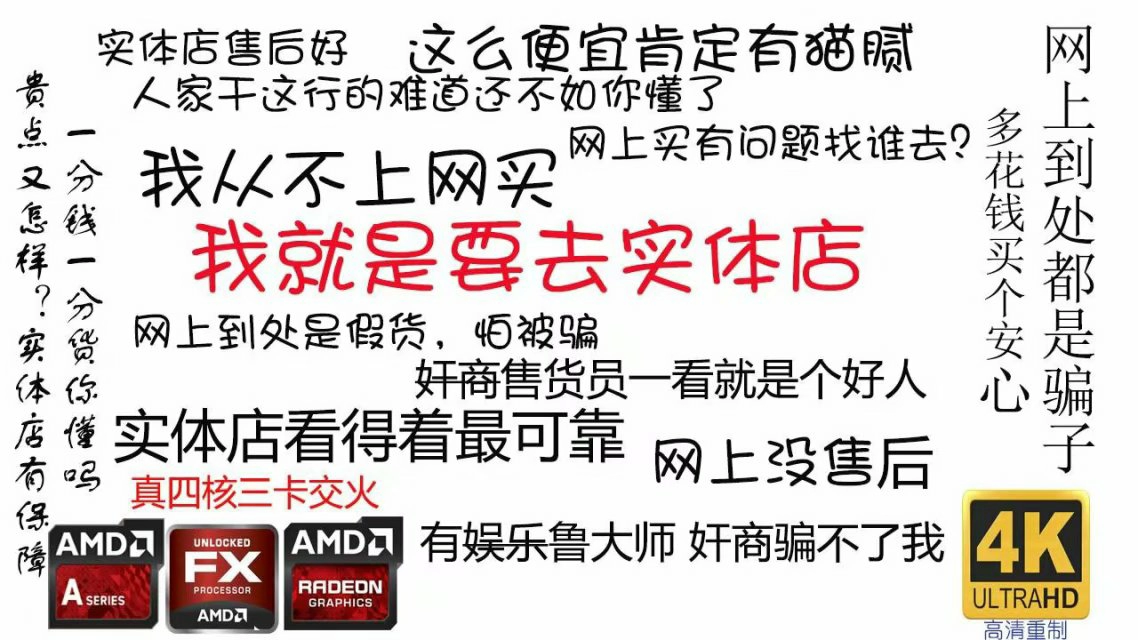 实体店售后好
这么便宜肯定有猫腻
人家干这行的难道还不如你懂了
网上买有问题找谁去?
我从不上网买
我就是要去实体店
网上到处是假货，怕被骗
奸商售货员一看就是个好人
实体店看得着最可靠
网上没售后
真四核三卡交火
有娱乐鲁大师 奸商骗不了我
网上到处都是骗子
多花钱买个安心
一分钱一分货你懂吗
贵点又怎样？实体店有保障
AMD
A SERIES
UNLOCKED
FX
PROCESSOR
AMD
AMD
RADEON
GRAPHICS
4K
ULTRAHD
高清重制